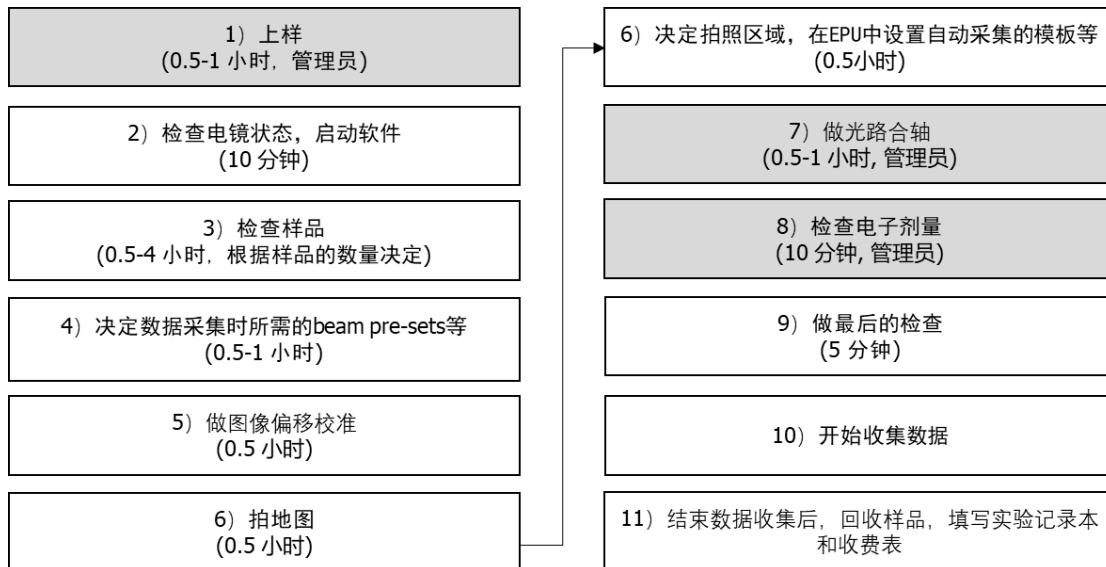 1）上样
(0.5-1 小时，管理员)
2）检查电镜状态，启动软件
(10 分钟)
3）检查样品
(0.5-4 小时，根据样品的数量决定)
4）决定数据采集时所需的beam pre-sets等
(0.5-1 小时)
5）做图像偏移校准
(0.5 小时)
6）拍地图
(0.5 小时)
6）决定拍照区域，在EPU中设置自动采集的模板等
(0.5小时)
7）做光路合轴
(0.5-1 小时, 管理员)
8）检查电子剂量
(10 分钟, 管理员)
9）做最后的检查
(5 分钟)
10）开始收集数据
11）结束数据收集后，回收样品，填写实验记录本
和收费表